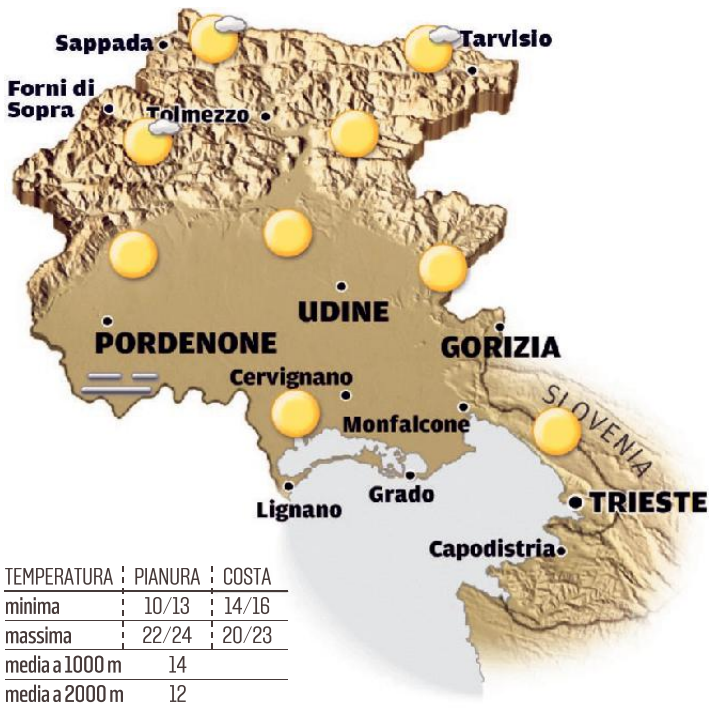 Sappada
Tarvisio
Forni di
Sopra
Tolmezzo
UDINE
PORDENONE
GORIZIA
Cervignano
SLOVENIA
Monfalcone
Lignano
Grado
TRIESTE
Capodistria
TEMPERATURA PIANURA COSTA
minima 10/13 14/16
massima 22/24 20/23
media a 1000 m 14
media a 2000 m 12